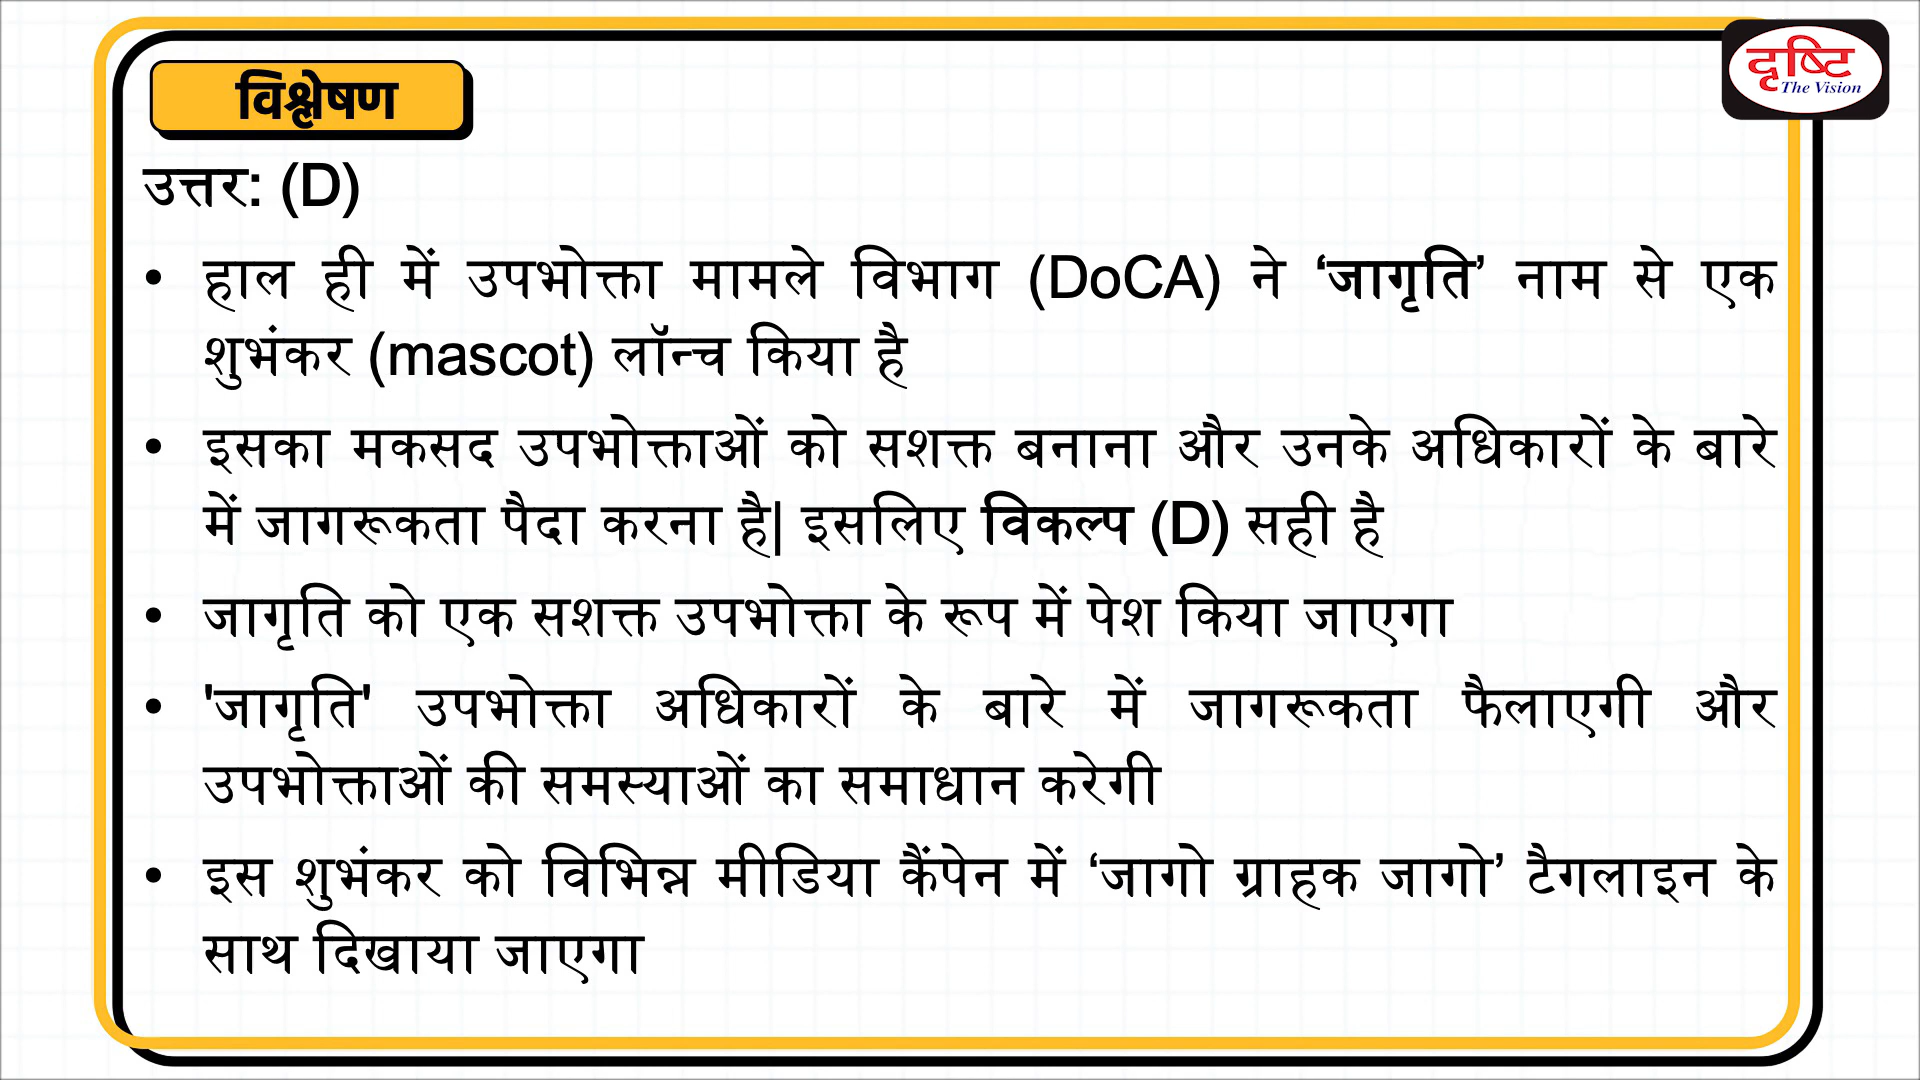 दृष्टि
The Vision
विश्लेषण
उत्तर: (D)
• हाल ही में उपभोक्ता मामले विभाग (DoCA) ने ‘जागृति’ नाम से एक
शुभंकर (mascot) लॉन्च किया है
• इसका मकसद उपभोक्ताओं को सशक्त बनाना और उनके अधिकारों के बारे
में जागरूकता पैदा करना है| इसलिए विकल्प (D) सही है
• जागृति को एक सशक्त उपभोक्ता के रूप में पेश किया जाएगा
• 'जागृति' उपभोक्ता अधिकारों के बारे में जागरूकता फैलाएगी और
उपभोक्ताओं की समस्याओं का समाधान करेगी
• इस शुभंकर को विभिन्न मीडिया कैंपेन में ‘जागो ग्राहक जागो’ टैगलाइन के
साथ दिखाया जाएगा